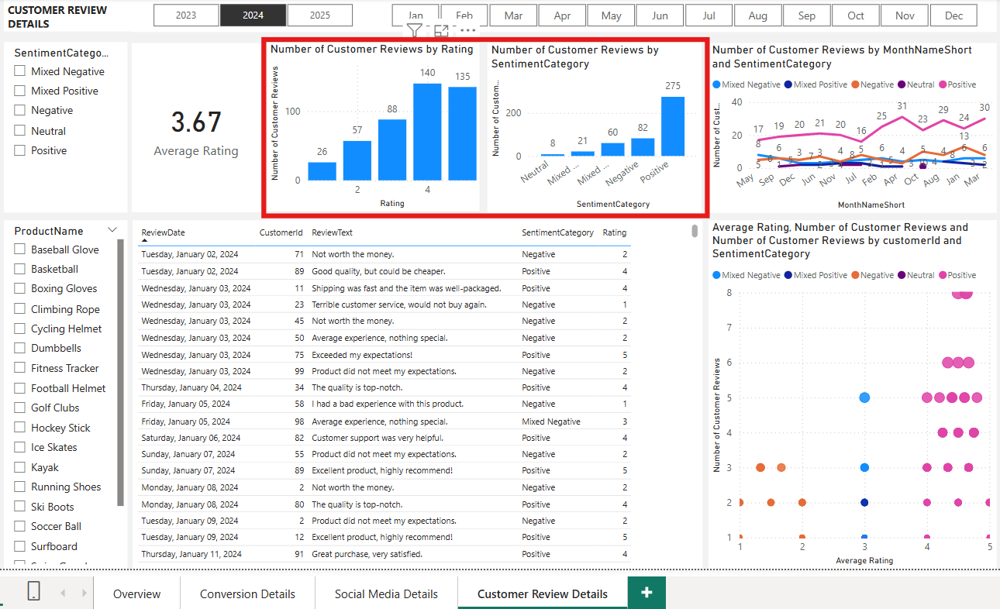 CUSTOMER REVIEW
DETAILS
2023
2024
2025
Jan
Feb
Mar
Apr
May
Jun
Jul
Aug
Sep
Oct
Nov
Dec
SentimentCatego...
Mixed Negative
Mixed Positive
Negative
Neutral
Positive
3.67
Average Rating
Number of Customer Reviews by Rating
Number of Customer Reviews
100
0
26
57
88
140
135
2
4
Rating
Number of Customer Reviews by
SentimentCategory
Number of Custom...
200
0
8
21
60
82
275
Neutral
Mixed ...
Mixed ...
Negative
Positive
SentimentCategory
Number of Customer Reviews by MonthNameShort
and SentimentCategory
Mixed Negative
Mixed Positive
Negative
Neutral
Positive
Number of Cust...
40
20
0
17
19
20
21
20
16
25
31
23
29
24
30
8
6
3
7
3
4
8
5
6
4
5
4
8
13
6
May
Sep
Dec
Jun
Nov
Jul
Feb
Apr
Oct
Aug
Jan
Mar
MonthNameShort
ProductName
Baseball Glove
Basketball
Boxing Gloves
Climbing Rope
Cycling Helmet
Dumbbells
Fitness Tracker
Football Helmet
Golf Clubs
Hockey Stick
Ice Skates
Kayak
Running Shoes
Ski Boots
Soccer Ball
Surfboard
ReviewDate CustomerId ReviewText SentimentCategory Rating
Tuesday, January 02, 2024 71 Not worth the money. Negative 2
Tuesday, January 02, 2024 89 Good quality, but could be cheaper. Positive 4
Wednesday, January 03, 2024 11 Shipping was fast and the item was well-packaged. Positive 4
Wednesday, January 03, 2024 23 Terrible customer service, would not buy again. Negative 1
Wednesday, January 03, 2024 45 Not worth the money. Negative 2
Wednesday, January 03, 2024 50 Average experience, nothing special. Negative 2
Wednesday, January 03, 2024 75 Exceeded my expectations! Positive 5
Wednesday, January 03, 2024 99 Product did not meet my expectations. Negative 2
Thursday, January 04, 2024 34 The quality is top-notch. Positive 4
Friday, January 05, 2024 58 I had a bad experience with this product. Negative 1
Friday, January 05, 2024 98 Average experience, nothing special. Mixed Negative 3
Saturday, January 06, 2024 82 Customer support was very helpful. Positive 4
Sunday, January 07, 2024 55 Product did not meet my expectations. Negative 2
Sunday, January 07, 2024 89 Excellent product, highly recommend! Positive 5
Monday, January 08, 2024 2 Not worth the money. Negative 2
Monday, January 08, 2024 80 The quality is top-notch. Positive 4
Tuesday, January 09, 2024 2 Product did not meet my expectations. Negative 2
Tuesday, January 09, 2024 12 Excellent product, highly recommend! Positive 5
Thursday, January 11, 2024 91 Great purchase, very satisfied. Positive 4
Average Rating, Number of Customer Reviews and
Number of Customer Reviews by customerId and
SentimentCategory
Mixed Negative
Mixed Positive
Negative
Neutral
Positive
Number of Customer Reviews
8
7
6
5
4
3
2
1
1
2
3
4
5
Average Rating
Overview
Conversion Details
Social Media Details
Customer Review Details
+